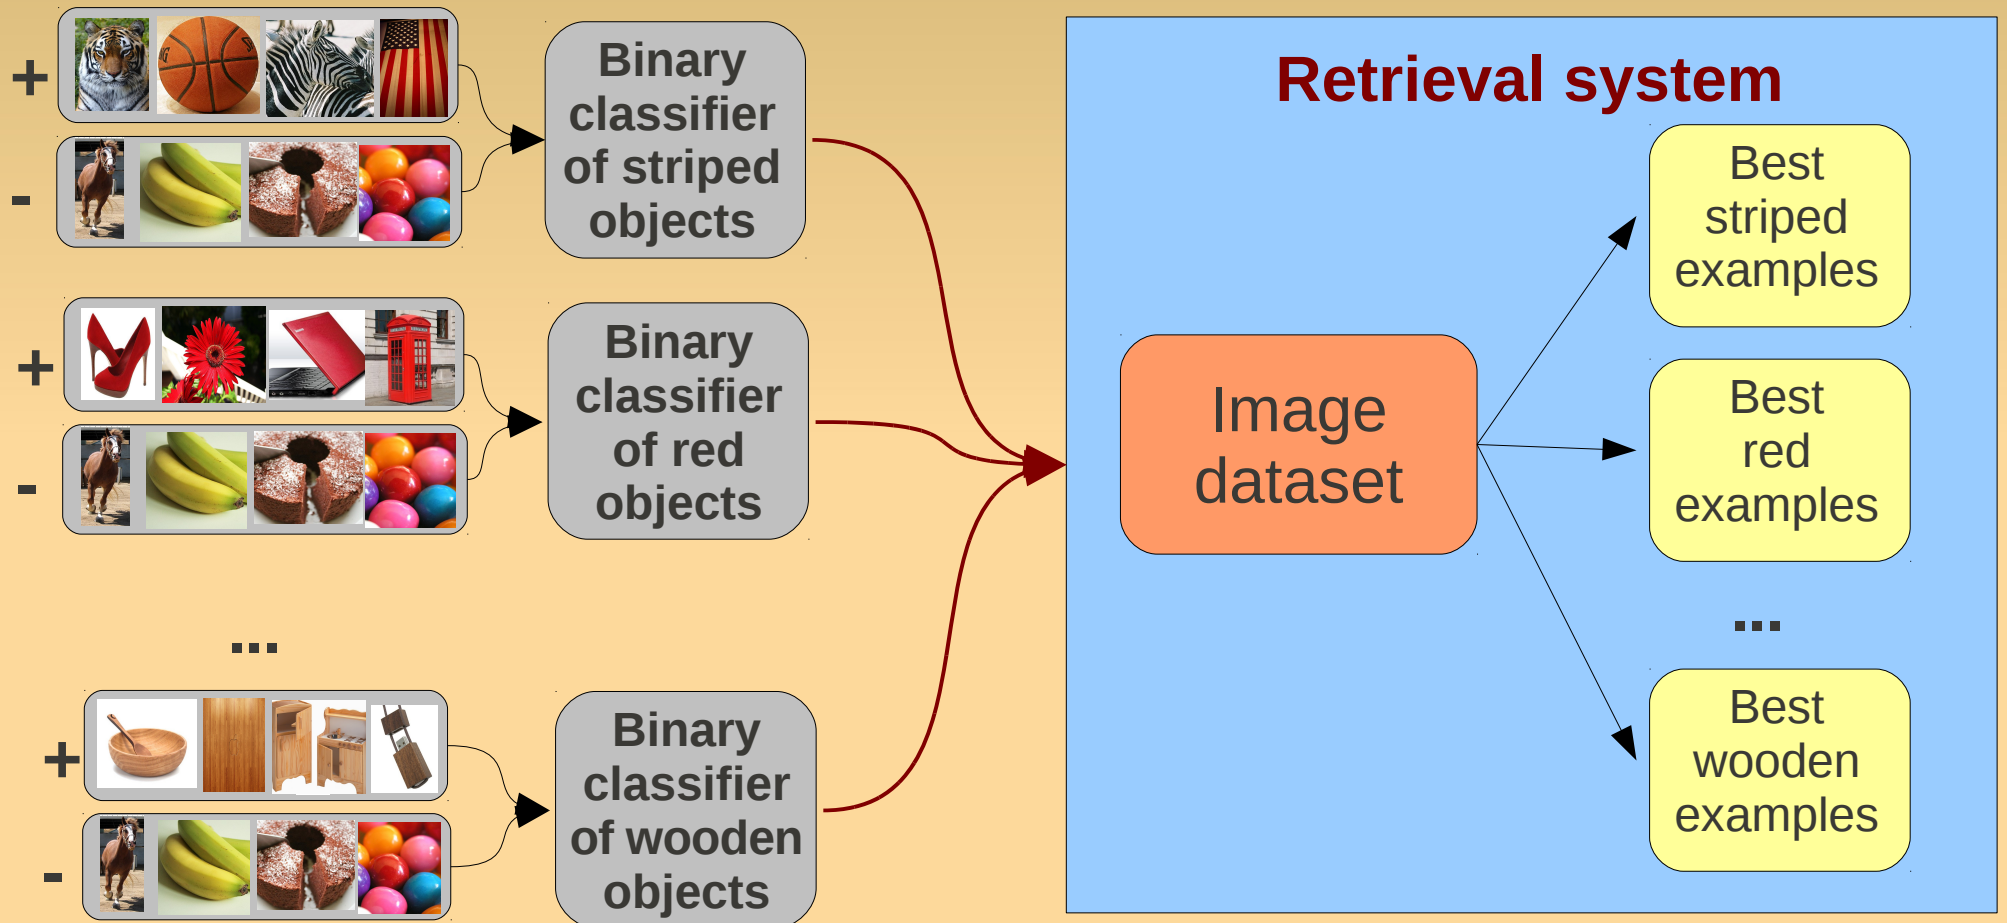 +
-
Binary
classifier
of striped
objects
+
-
Binary
classifier
of red
objects
...
+
-
Binary
classifier
of wooden
objects
Retrieval system
Image
dataset
Best
striped
examples
Best
red
examples
...
Best
wooden
examples